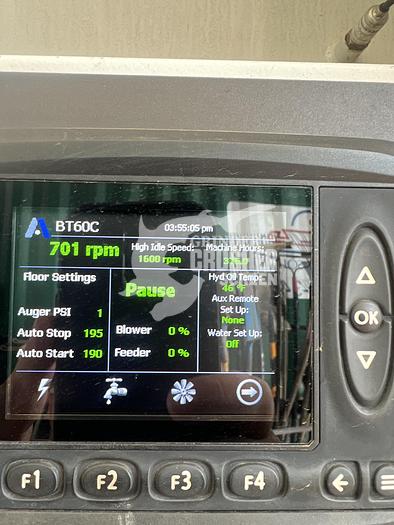 BT60C
03:55:05 pm
701 rpm
High Idle Speed:
1600 rpm
Machine Hours:
Floor Settings
Auger PSI 1
Auto Stop 195
Auto Start 190
Pause
Blower 0 %
Feeder 0 %
Hyd Oil Temp:
46 °F
Aux Remote
Set Up:
None
Water Set Up:
Off
OK
F1
F2
F3
F4